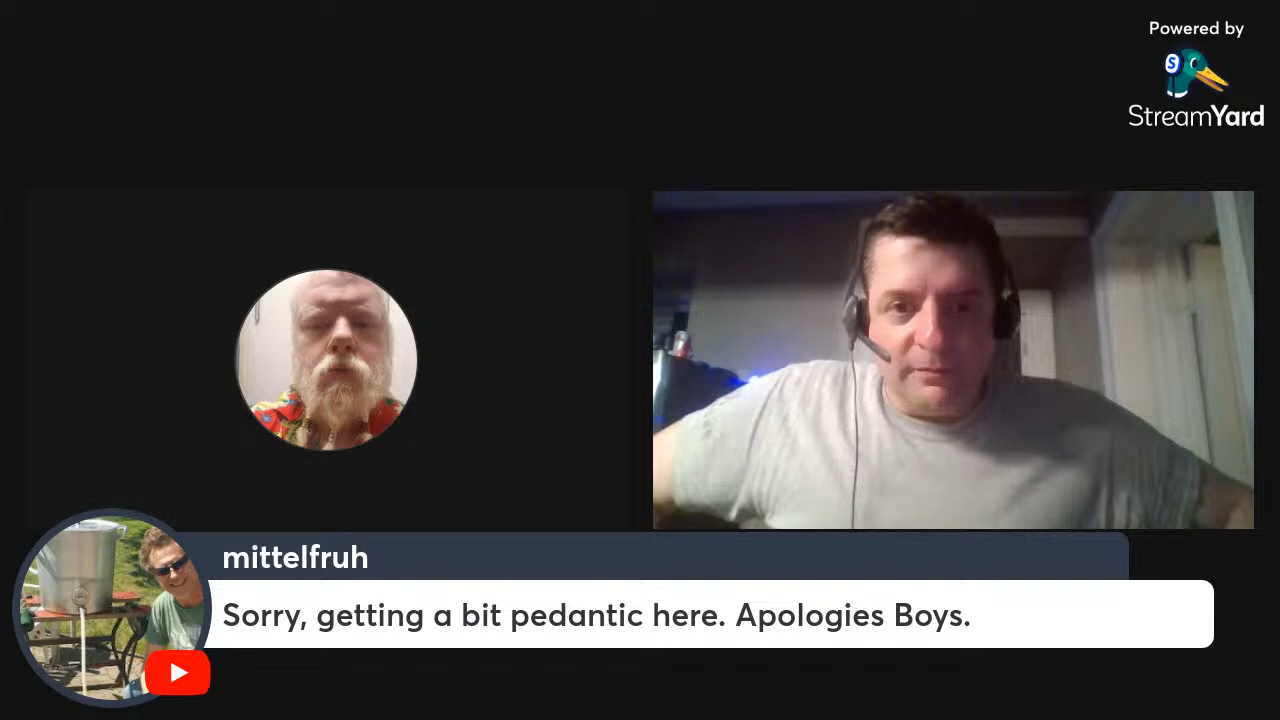 Powered by
S
StreamYard
mittelfruh
Sorry, getting a bit pedantic here. Apologies Boys.